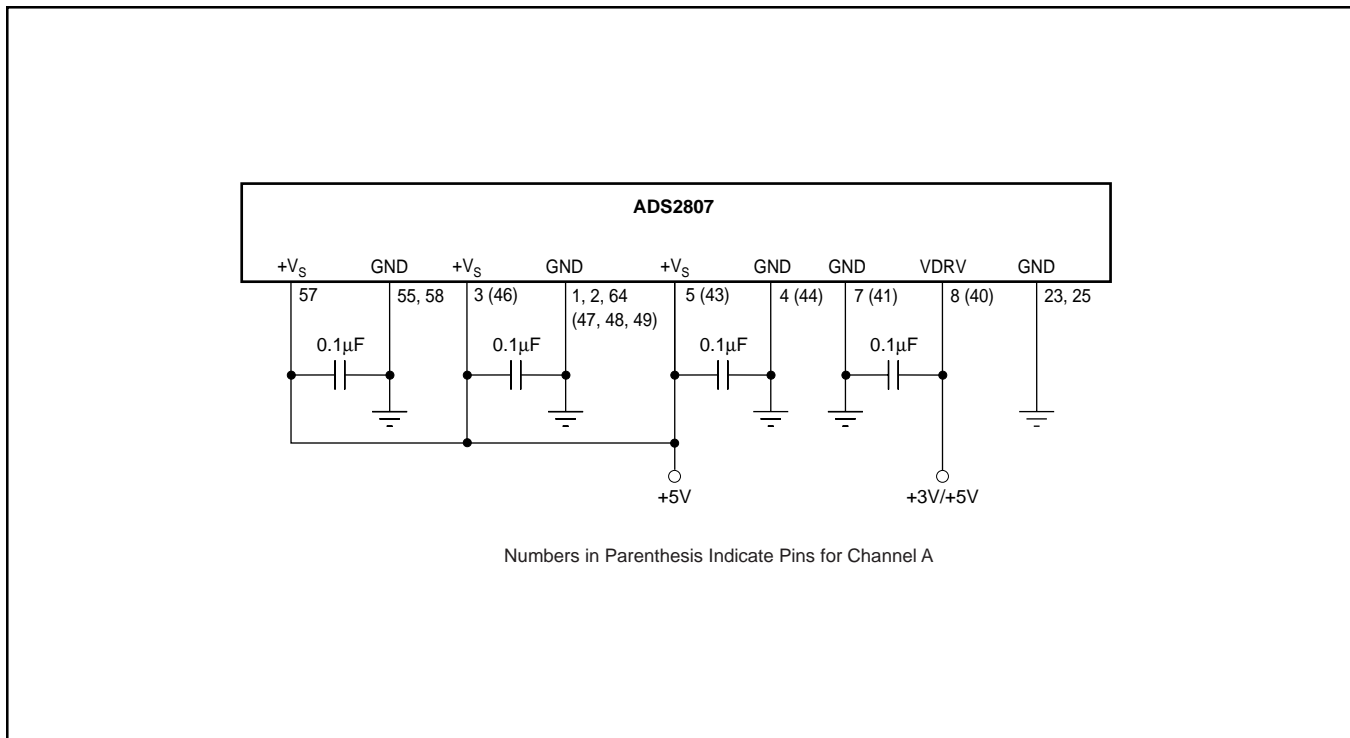 ADS2807
+VS GND +VS GND +VS GND GND VDRV GND
57 55, 58 3 (46) 1, 2, 64 5 (43) 4 (44) 7 (41) 8 (40) 23, 25
(47, 48, 49)
0.1µF 0.1µF 0.1µF 0.1µF
+5V +3V/+5V
Numbers in Parenthesis Indicate Pins for Channel A